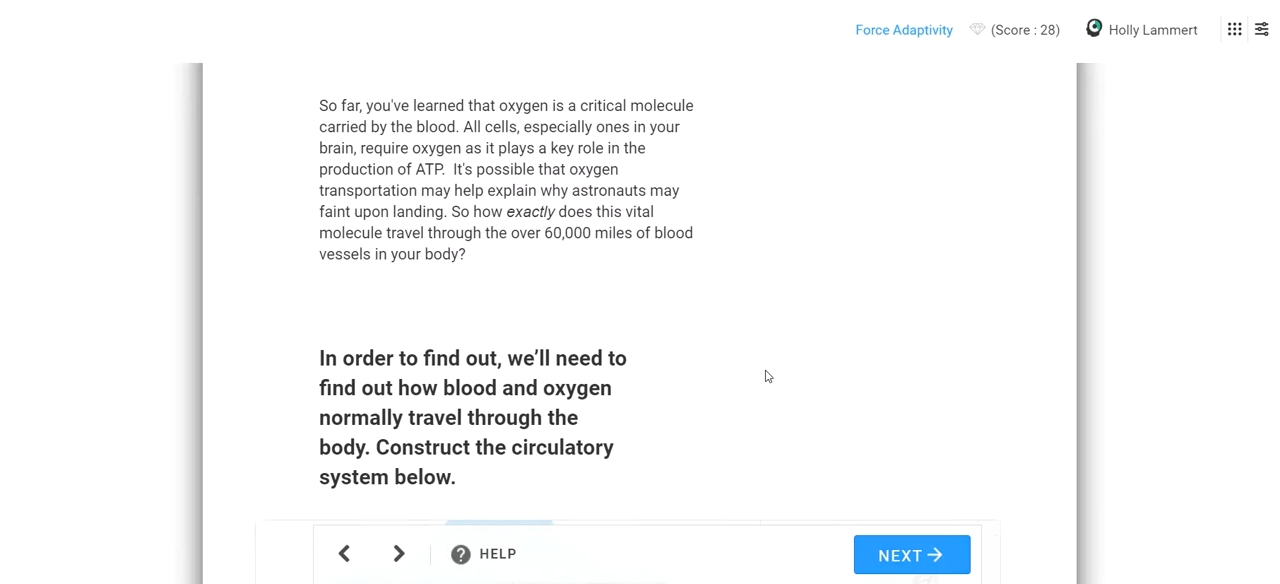 Force Adaptivity (Score : 28) Holly Lammert
So far, you've learned that oxygen is a critical molecule
carried by the blood. All cells, especially ones in your
brain, require oxygen as it plays a key role in the
production of ATP. It's possible that oxygen
transportation may help explain why astronauts may
faint upon landing. So how exactly does this vital
molecule travel through the over 60,000 miles of blood
vessels in your body?
In order to find out, we’ll need to
find out how blood and oxygen
normally travel through the
body. Construct the circulatory
system below.
HELP NEXT